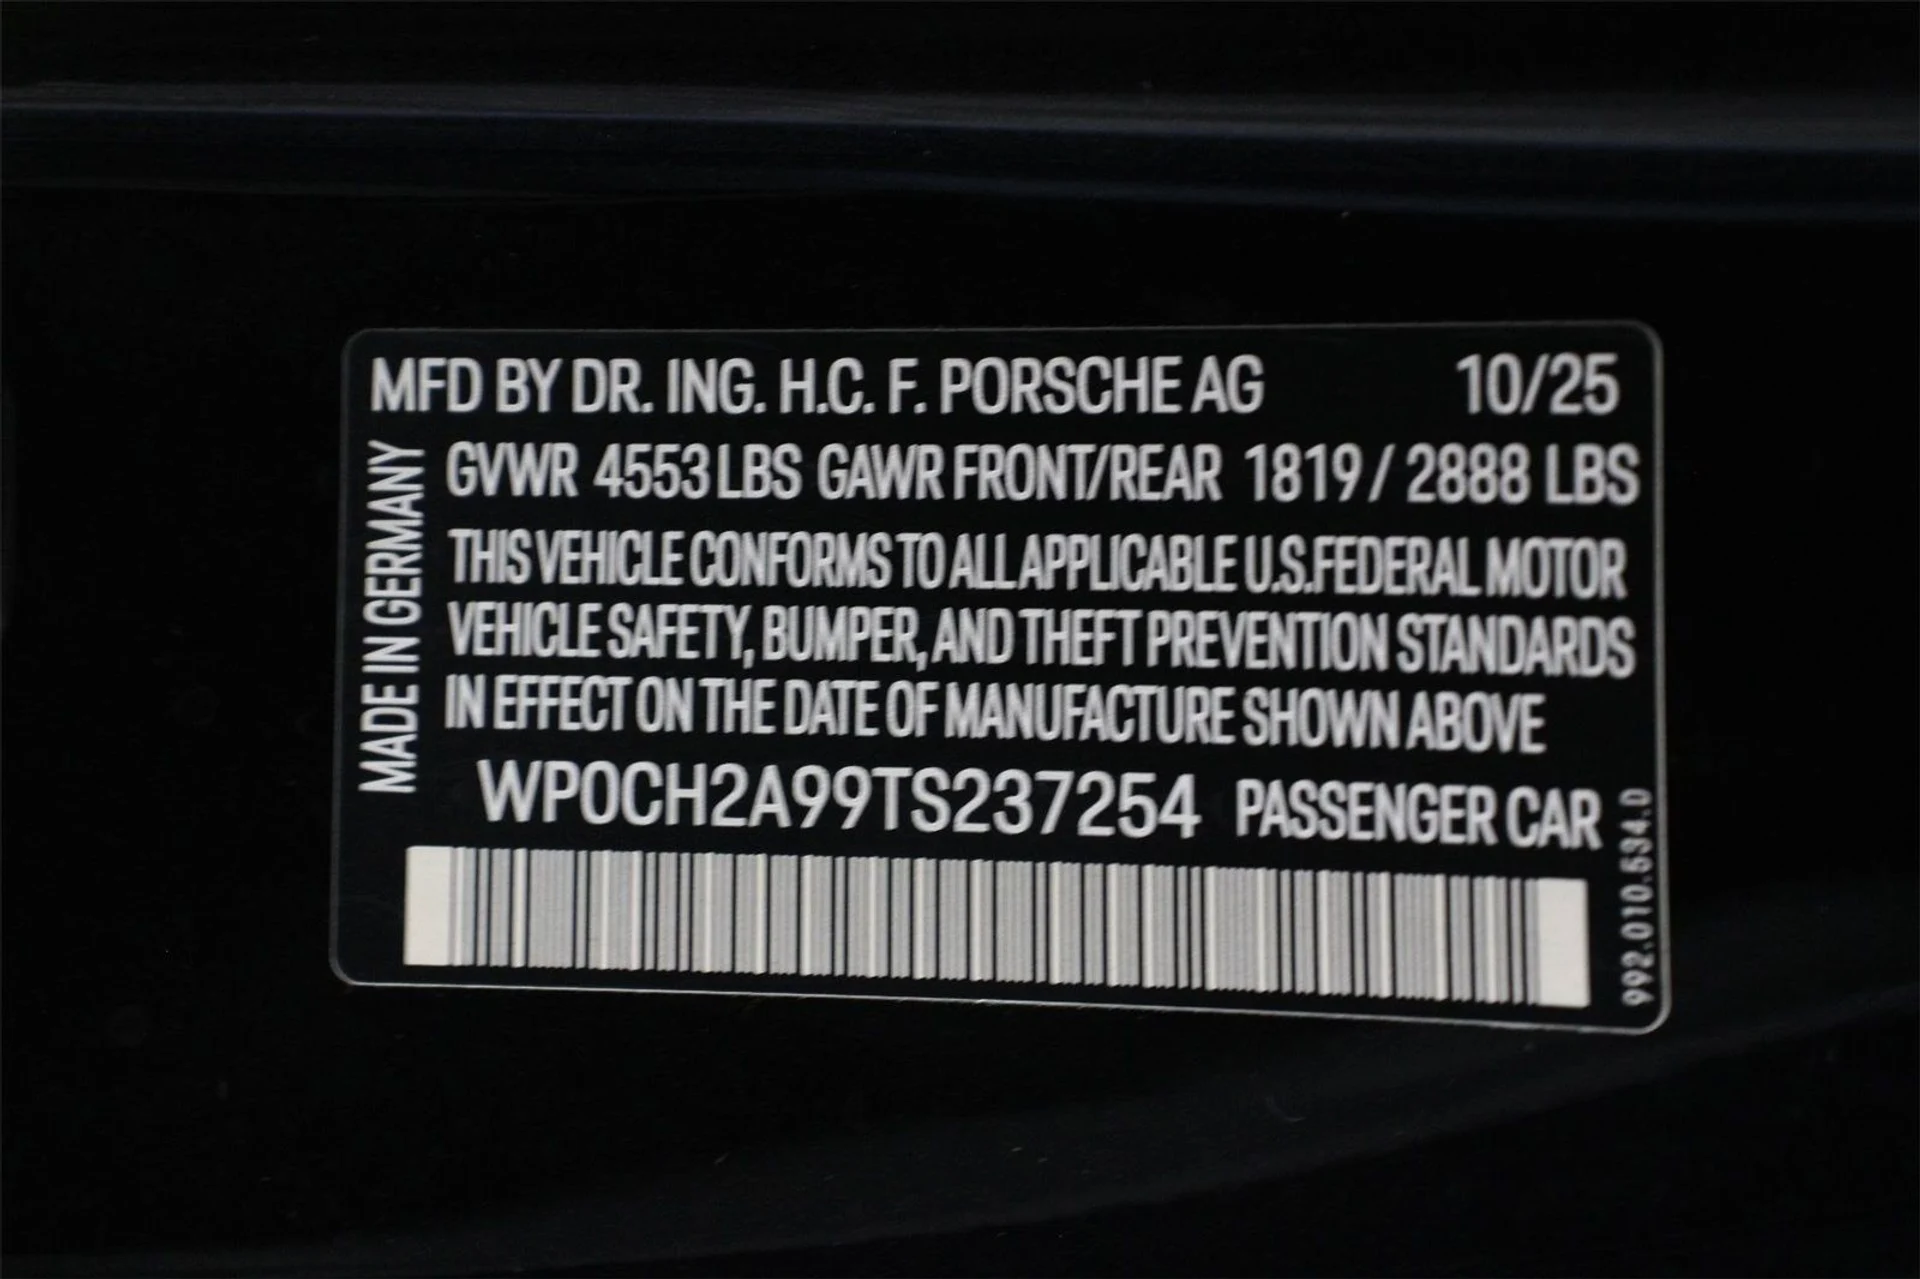 MFD BY DR. ING. H.C. F. PORSCHE AG 10/25
GVWR 4553 LBS GAWR FRONT/REAR 1819 / 2888 LBS
THIS VEHICLE CONFORMS TO ALL APPLICABLE U.S.FEDERAL MOTOR
VEHICLE SAFETY, BUMPER, AND THEFT PREVENTION STANDARDS
IN EFFECT ON THE DATE OF MANUFACTURE SHOWN ABOVE
WP0CH2A99TS237254 PASSENGER CAR
MADE IN GERMANY
992.010.534.D